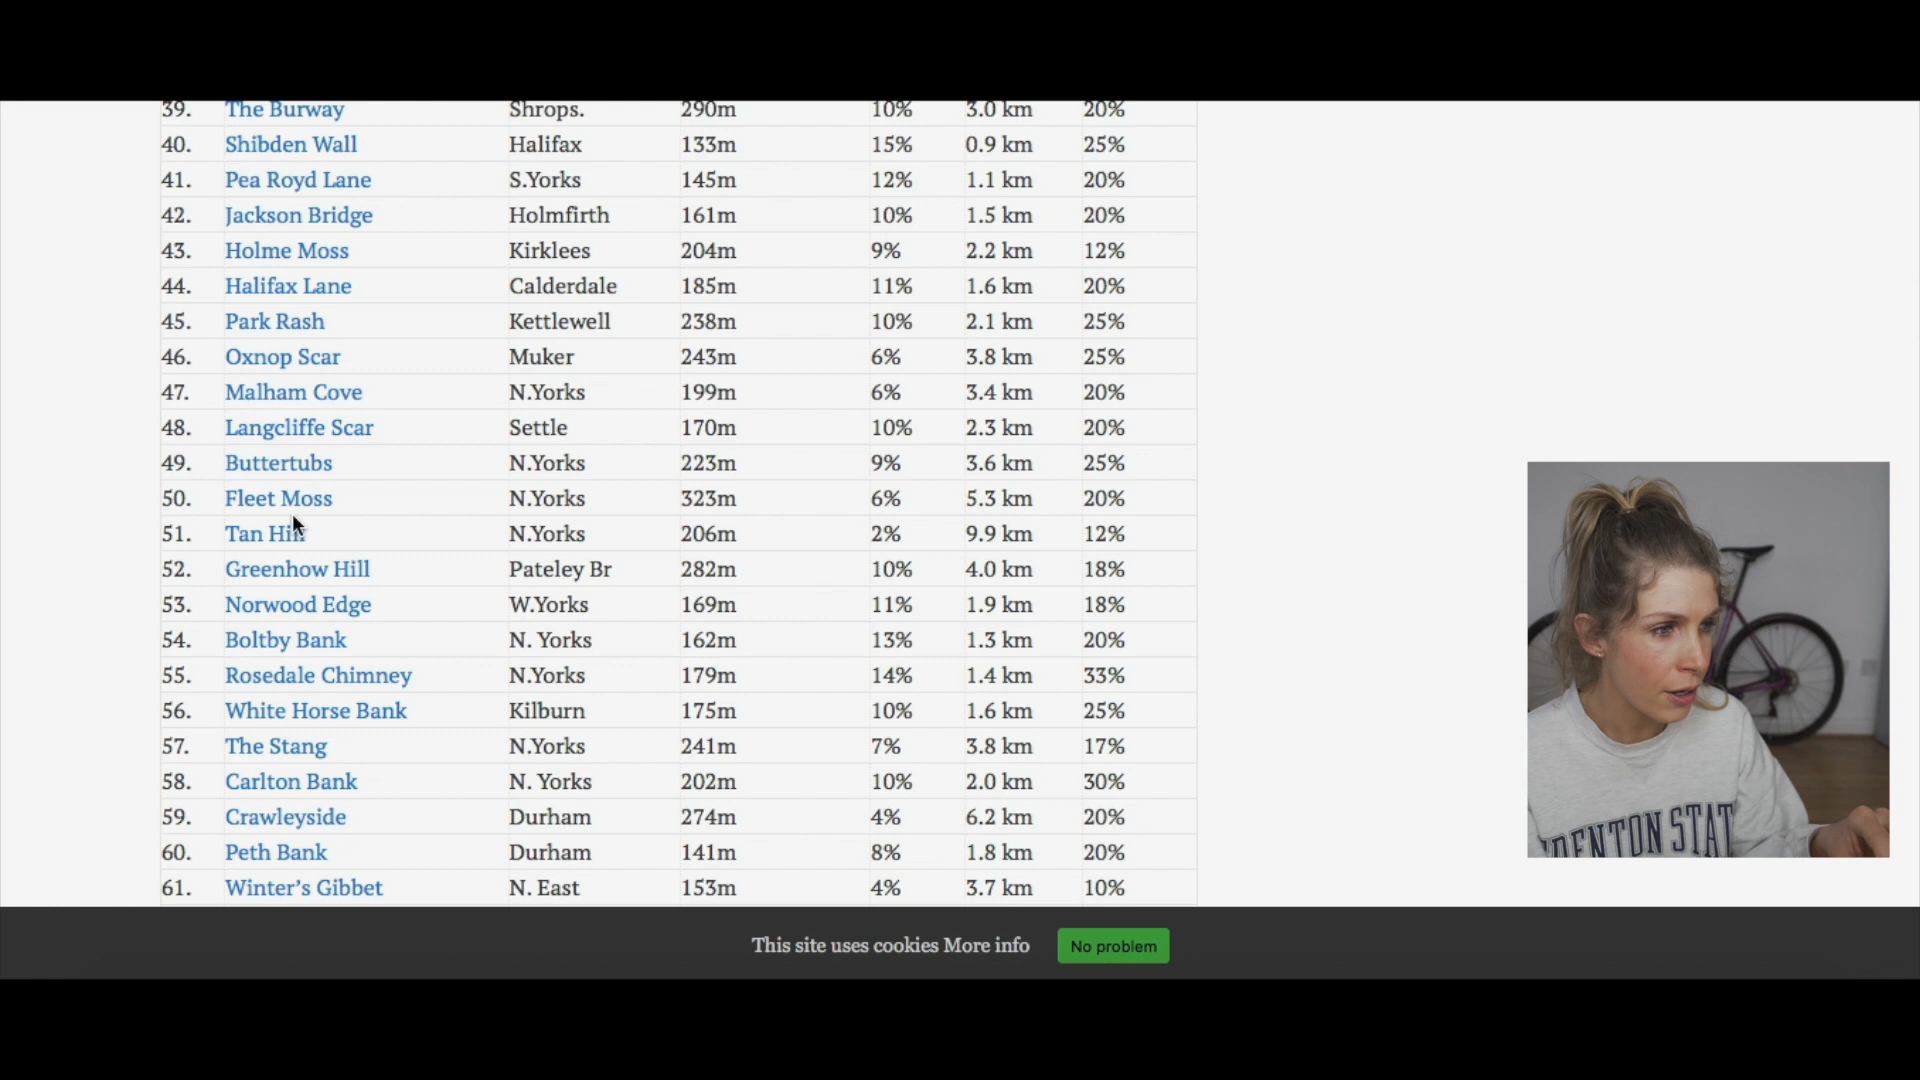 39. The Burway Shrops. 290m 10% 3.0 km 20%
40. Shibden Wall Halifax 133m 15% 0.9 km 25%
41. Pea Royd Lane S.Yorks 145m 12% 1.1 km 20%
42. Jackson Bridge Holmfirth 161m 10% 1.5 km 20%
43. Holme Moss Kirklees 204m 9% 2.2 km 12%
44. Halifax Lane Calderdale 185m 11% 1.6 km 20%
45. Park Rash Kettlewell 238m 10% 2.1 km 25%
46. Oxnop Scar Muker 243m 6% 3.8 km 25%
47. Malham Cove N.Yorks 199m 6% 3.4 km 20%
48. Langcliffe Scar Settle 170m 10% 2.3 km 20%
49. Buttertubs N.Yorks 223m 9% 3.6 km 25%
50. Fleet Moss N.Yorks 323m 6% 5.3 km 20%
51. Tan Hill N.Yorks 206m 2% 9.9 km 12%
52. Greenhow Hill Pateley Br 282m 10% 4.0 km 18%
53. Norwood Edge W.Yorks 169m 11% 1.9 km 18%
54. Boltby Bank N. Yorks 162m 13% 1.3 km 20%
55. Rosedale Chimney N.Yorks 179m 14% 1.4 km 33%
56. White Horse Bank Kilburn 175m 10% 1.6 km 25%
57. The Stang N.Yorks 241m 7% 3.8 km 17%
58. Carlton Bank N. Yorks 202m 10% 2.0 km 30%
59. Crawleyside Durham 274m 4% 6.2 km 20%
60. Peth Bank Durham 141m 8% 1.8 km 20%
61. Winter’s Gibbet N. East 153m 4% 3.7 km 10%
This site uses cookies More info No problem